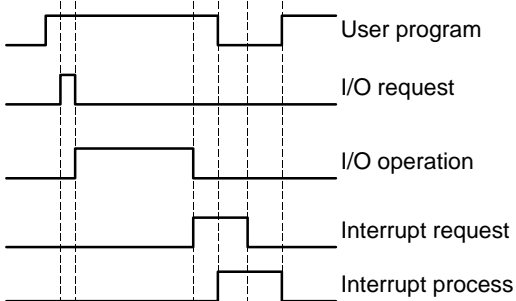 User program
I/O request
I/O operation
Interrupt request
Interrupt process